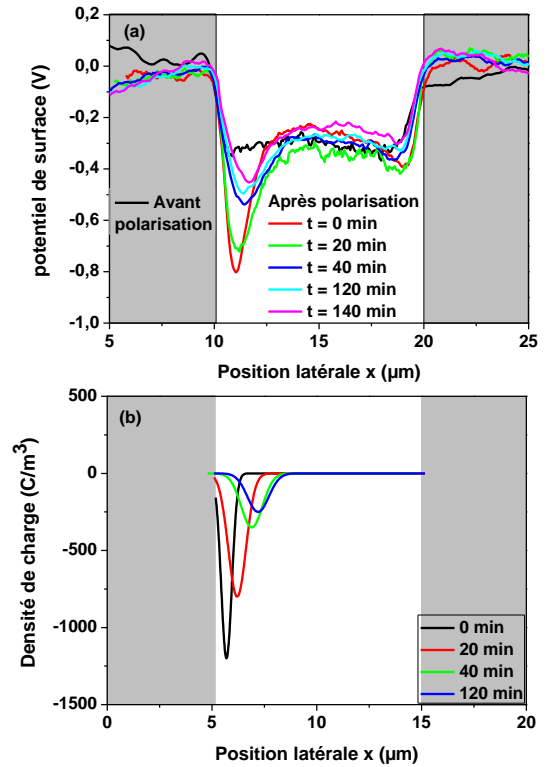 (a)
0,2
0,0
-0,2
-0,4
-0,6
-0,8
-1,0
potentiel de surface (V)
Avant
polarisation
Après polarisation
t = 0 min
t = 20 min
t = 40 min
t = 120 min
t = 140 min
5 10 15 20 25
Position latérale x (µm)
(b)
500
0
-500
-1000
-1500
Densité de charge (C/m³)
0 min
20 min
40 min
120 min
0 5 10 15 20
Position latérale x (µm)